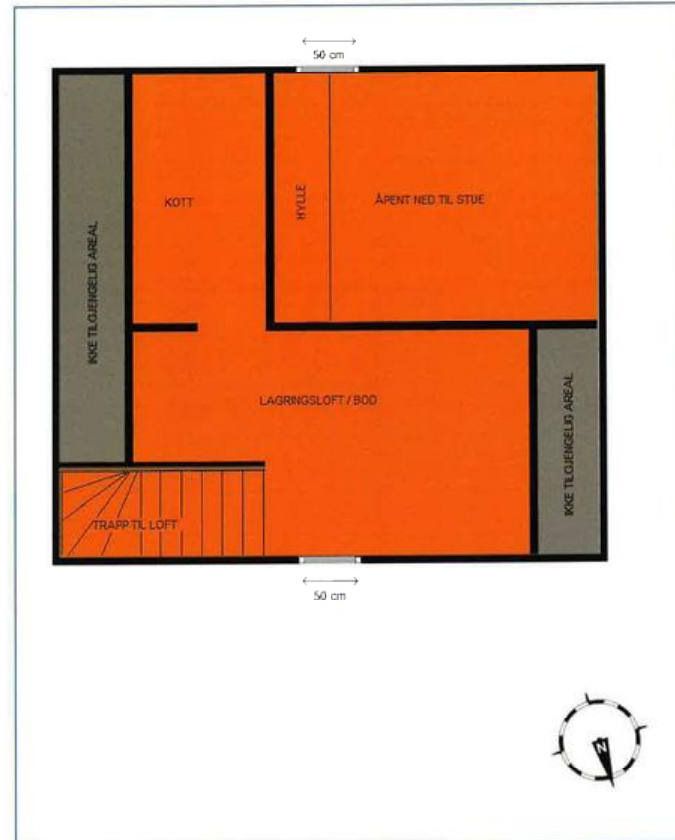 50 cm
KOTT
HYLLE
ÅPENT NED TIL STUE
IKKE TILGJENGELIG AREAL
LAGRINGSLOFT / BOD
IKKE TILGJENGELIG AREAL
TRAPP TIL LOFT
50 cm
N